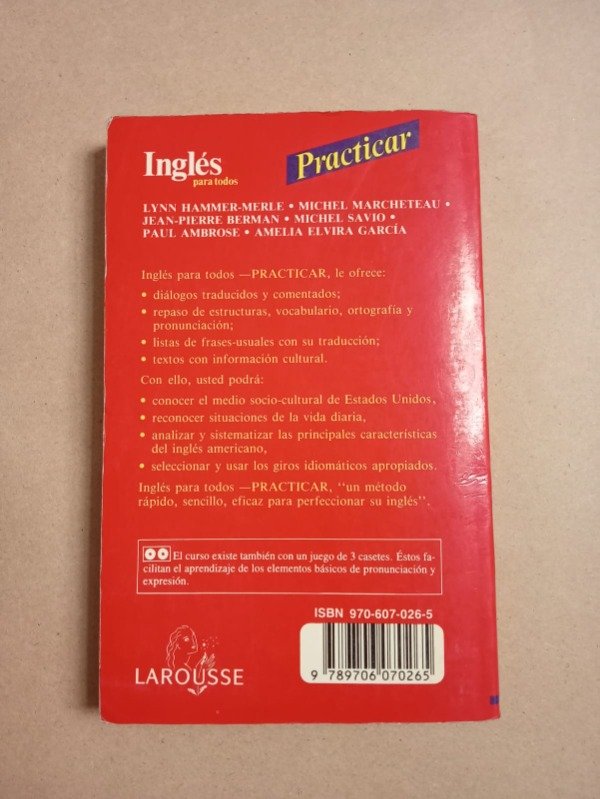 Inglés
para todos
Practicar
LYNN HAMMER-MERLE • MICHEL MARCHETEAU •
JEAN-PIERRE BERMAN • MICHEL SAVIO •
PAUL AMBROSE • AMELIA ELVIRA GARCÍA
Inglés para todos —PRACTICAR, le ofrece:
• diálogos traducidos y comentados;
• repaso de estructuras, vocabulario, ortografía y
pronunciación;
• listas de frases-usuales con su traducción;
• textos con información cultural.
Con ello, usted podrá:
• conocer el medio socio-cultural de Estados Unidos,
• reconocer situaciones de la vida diaria,
• analizar y sistematizar las principales características
del inglés americano,
• seleccionar y usar los giros idiomáticos apropiados.
Inglés para todos —PRACTICAR, "un método
rápido, sencillo, eficaz para perfeccionar su inglés".
El curso existe también con un juego de 3 casetes. Éstos fa-
cilitan el aprendizaje de los elementos básicos de pronunciación y
expresión.
ISBN 970-607-026-5
9 789706 070265
LAROUSSE